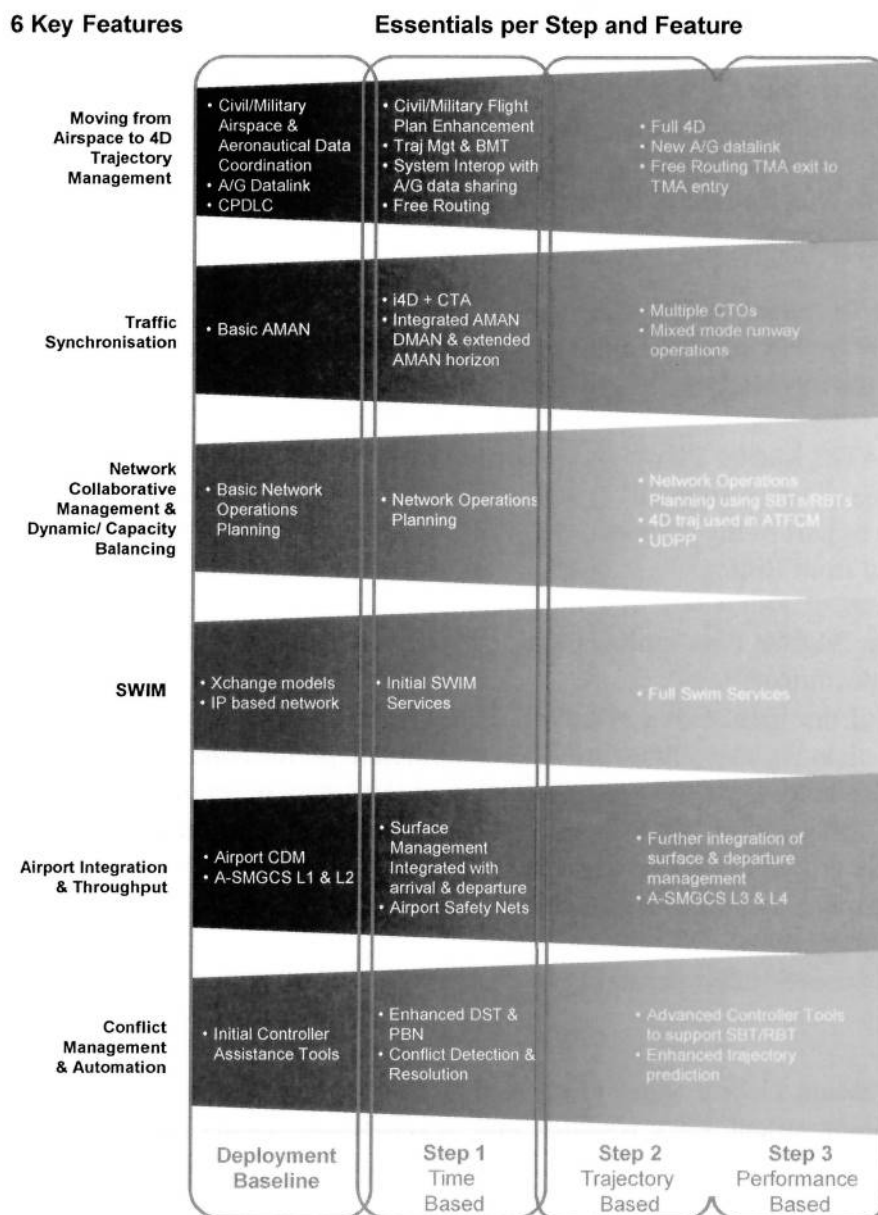 6 Key Features
Essentials per Step and Feature
Moving from
Airspace to 4D
Trajectory
Management
• Civil/Military
Airspace &
Aeronautical Data
Coordination
• A/G Datalink
• CPDLC
• Civil/Military Flight
Plan Enhancement
• Traj Mgt & BMT
• System Interop with
A/G data sharing
• Free Routing
• Full 4D
• New A/G datalink
• Free Routing TMA exit to
TMA entry
Traffic
Synchronisation
• Basic AMAN
• i4D + CTA
• Integrated AMAN
DMAN & extended
AMAN horizon
• Multiple CTOs
• Mixed mode runway
operations
Network
Collaborative
Management &
Dynamic/ Capacity
Balancing
• Basic Network
Operations
Planning
• Network Operations
Planning
• Network Operations
Planning using SBTs/RBTs
• 4D traj used in ATFCM
• UDPP
SWIM
• Xchange models
• IP based network
• Initial SWIM
Services
• Full Swim Services
Airport Integration
& Throughput
• Airport CDM
• A-SMGCS L1 & L2
• Surface
Management
Integrated with
arrival & departure
• Airport Safety Nets
• Further integration of
surface & departure
management
• A-SMGCS L3 & L4
Conflict
Management
& Automation
• Initial Controller
Assistance Tools
• Enhanced DST &
PBN
• Conflict Detection &
Resolution
• Advanced Controller Tools
to support SBT/RBT
• Enhanced trajectory
prediction
Deployment
Baseline
Step 1
Time
Based
Step 2
Trajectory
Based
Step 3
Performance
Based